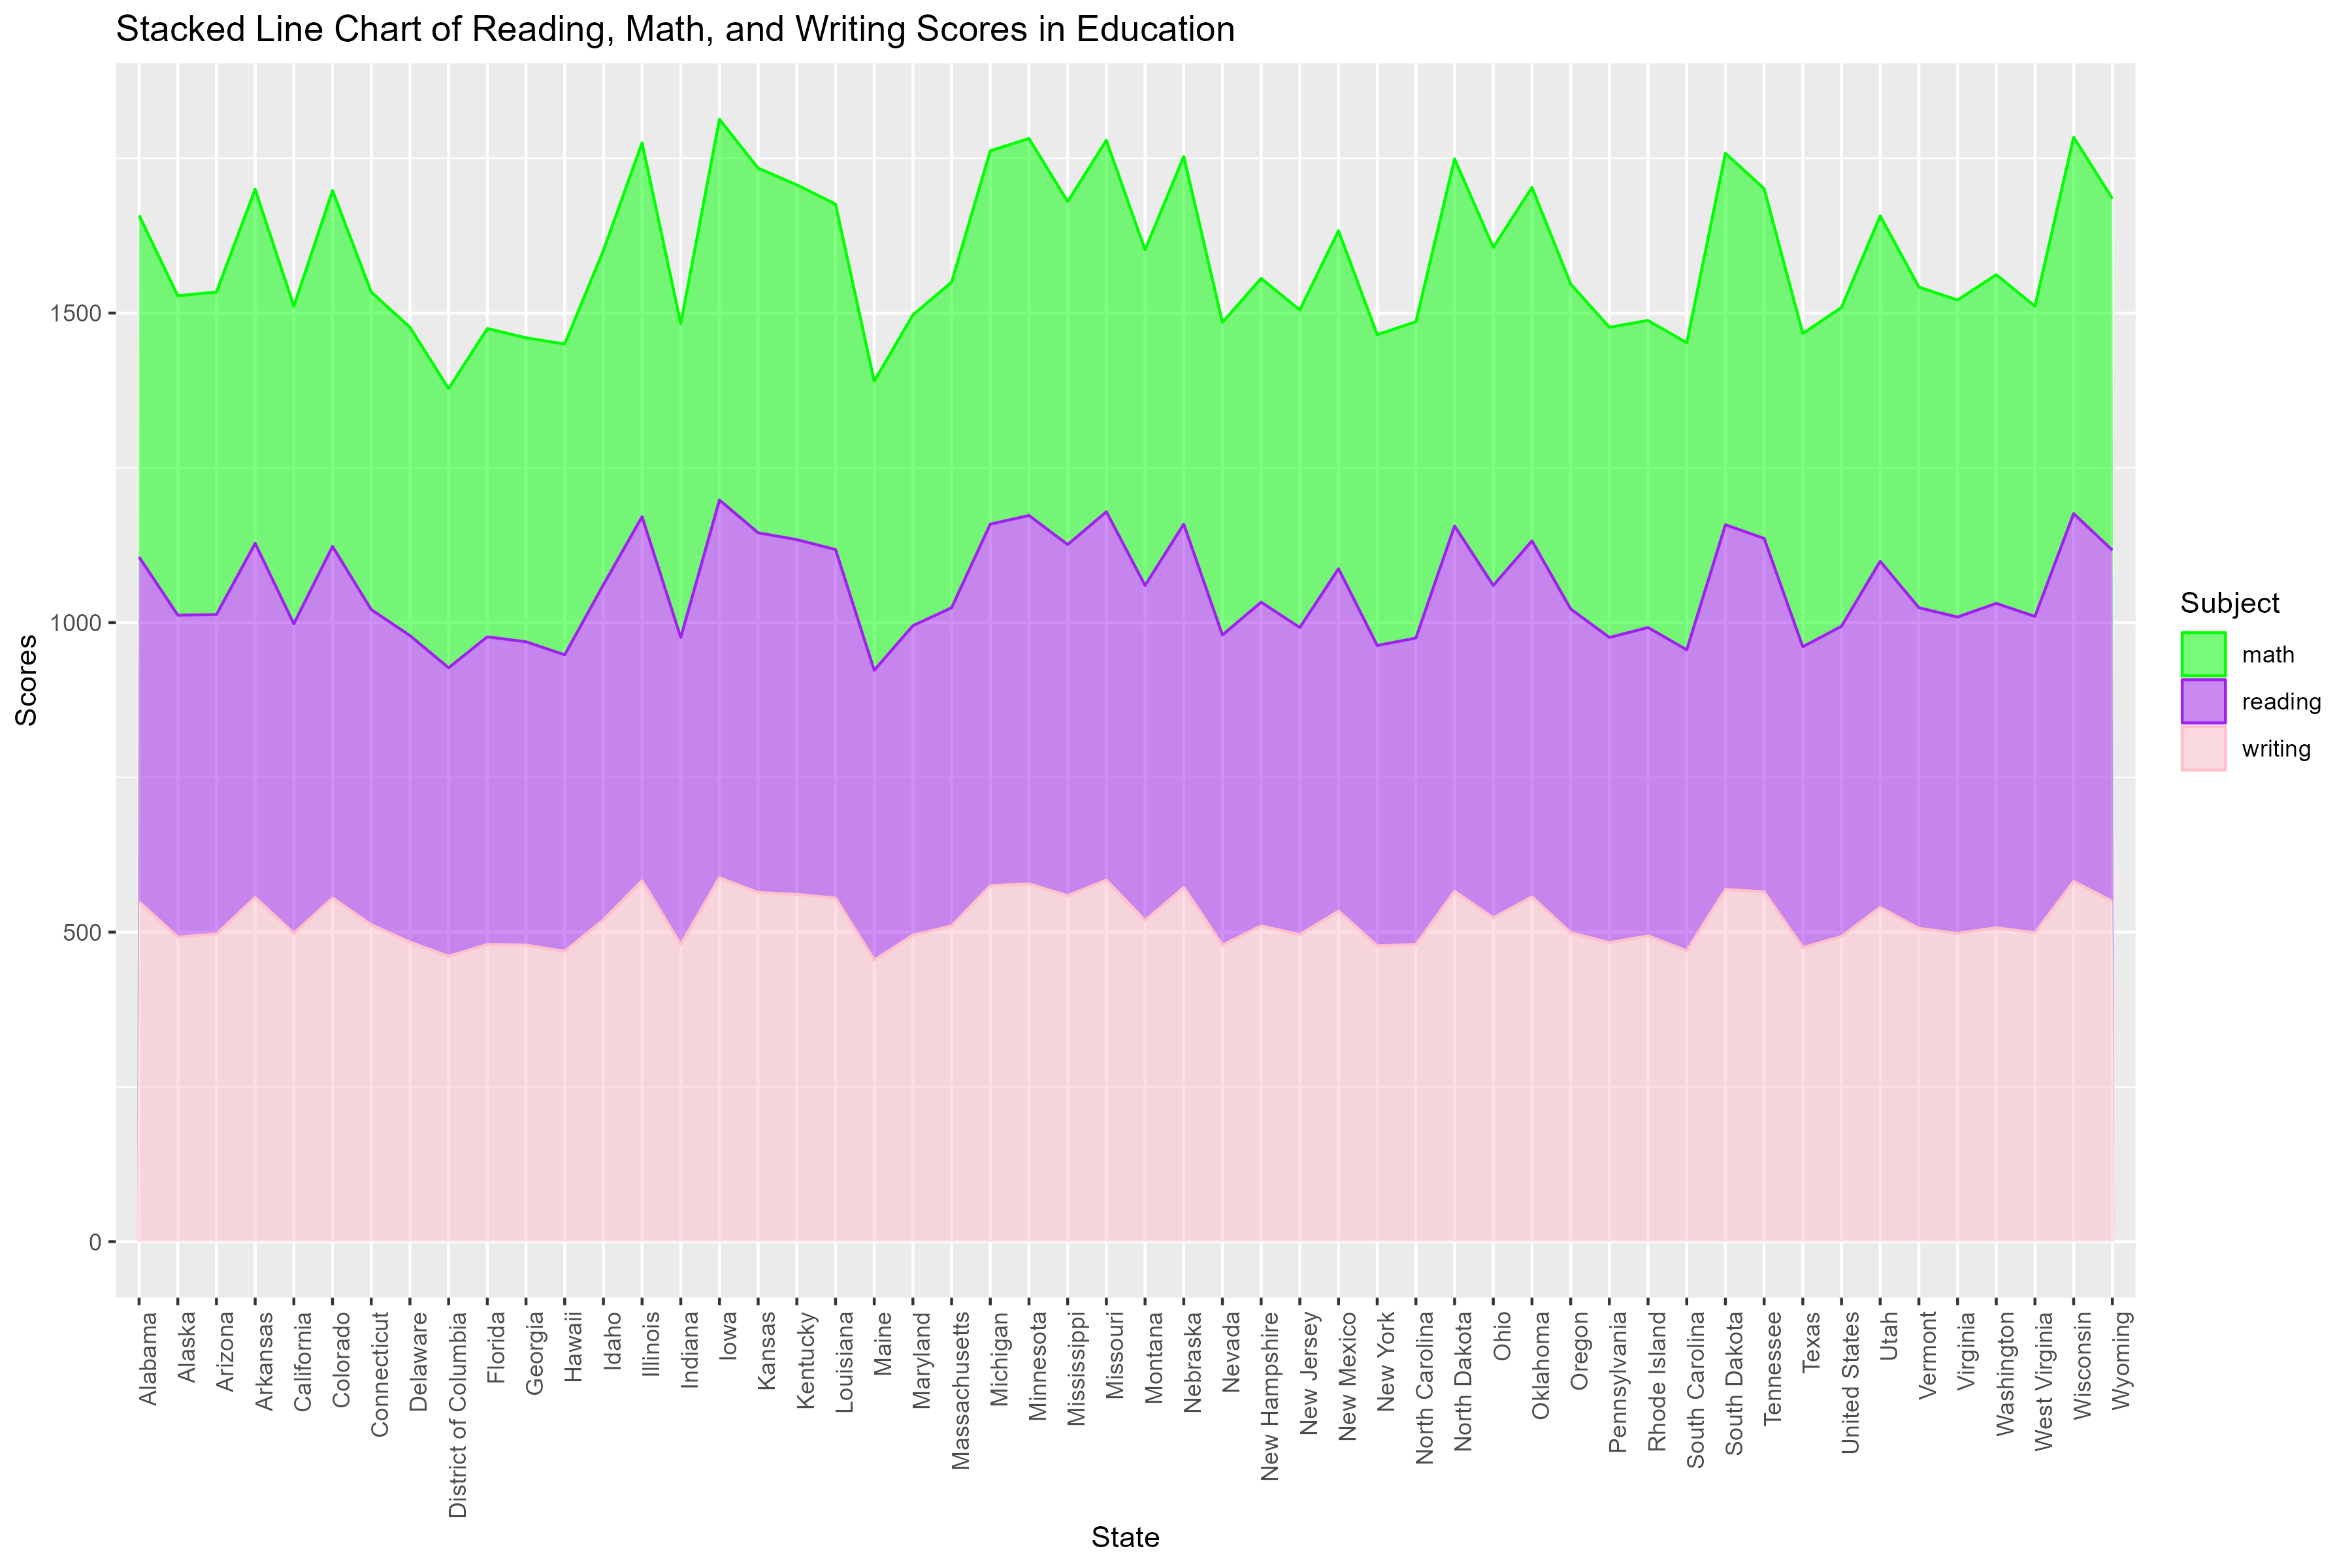 Stacked Line Chart of Reading, Math, and Writing Scores in Education
Scores
1500
1000
500
0
Alabama
Alaska
Arizona
Arkansas
California
Colorado
Connecticut
Delaware
District of Columbia
Florida
Georgia
Hawaii
Idaho
Illinois
Indiana
Iowa
Kansas
Kentucky
Louisiana
Maine
Maryland
Massachusetts
Michigan
Minnesota
Mississippi
Missouri
Montana
Nebraska
Nevada
New Hampshire
New Jersey
New Mexico
New York
North Carolina
North Dakota
Ohio
Oklahoma
Oregon
Pennsylvania
Rhode Island
South Carolina
South Dakota
Tennessee
Texas
United States
Utah
Vermont
Virginia
Washington
West Virginia
Wisconsin
Wyoming
State
Subject
math
reading
writing